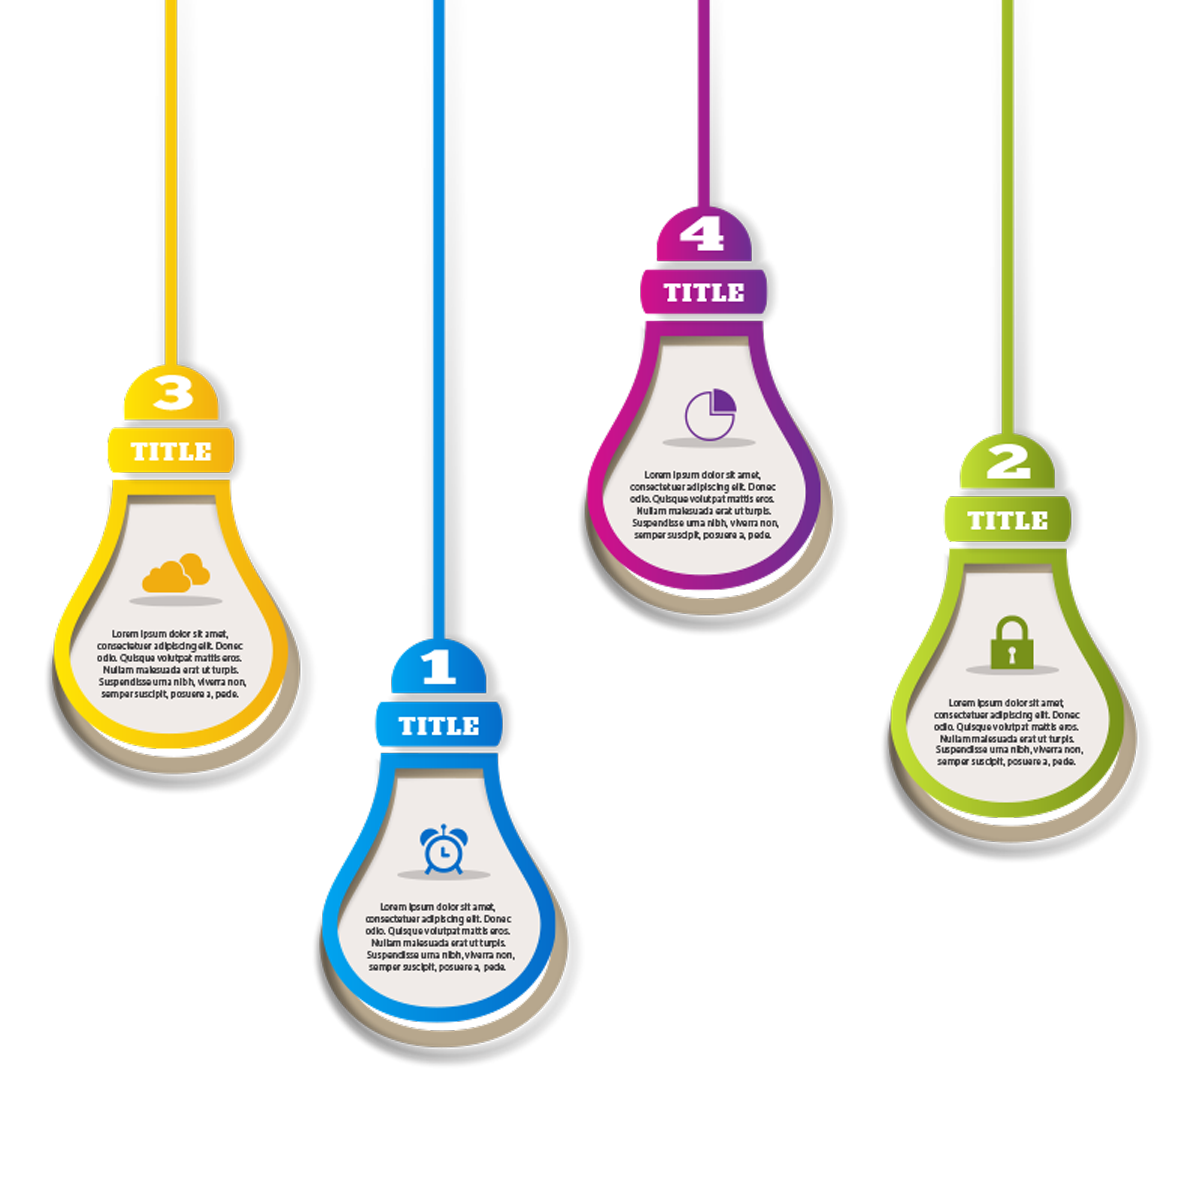 3
TITLE
Lorem ipsum dolor sit amet,
consectetuer adipiscing elit. Donec
odio. Quisque volutpat mattis eros.
Nullam malesuada erat ut turpis.
Suspendisse urna nibh, viverra non,
semper suscipit, posuere a, pede.
1
TITLE
Lorem ipsum dolor sit amet,
consectetuer adipiscing elit. Donec
odio. Quisque volutpat mattis eros.
Nullam malesuada erat ut turpis.
Suspendisse urna nibh, viverra non,
semper suscipit, posuere a, pede.
4
TITLE
Lorem ipsum dolor sit amet,
consectetuer adipiscing elit. Donec
odio. Quisque volutpat mattis eros.
Nullam malesuada erat ut turpis.
Suspendisse urna nibh, viverra non,
semper suscipit, posuere a, pede.
2
TITLE
Lorem ipsum dolor sit amet,
consectetuer adipiscing elit. Donec
odio. Quisque volutpat mattis eros.
Nullam malesuada erat ut turpis.
Suspendisse urna nibh, viverra non,
semper suscipit, posuere a, pede.